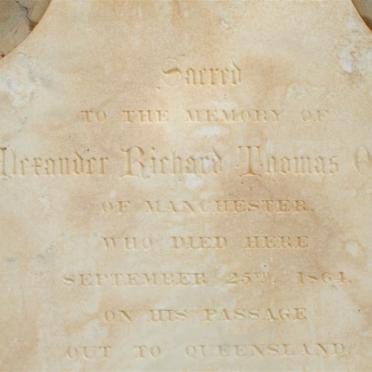 Sacred
TO THE MEMORY OF
Alexander Richard Thomas
OF MANCHESTER.
WHO DIED HERE
SEPTEMBER 25TH, 1864.
ON HIS PASSAGE
OUT TO QUEENSLAND.